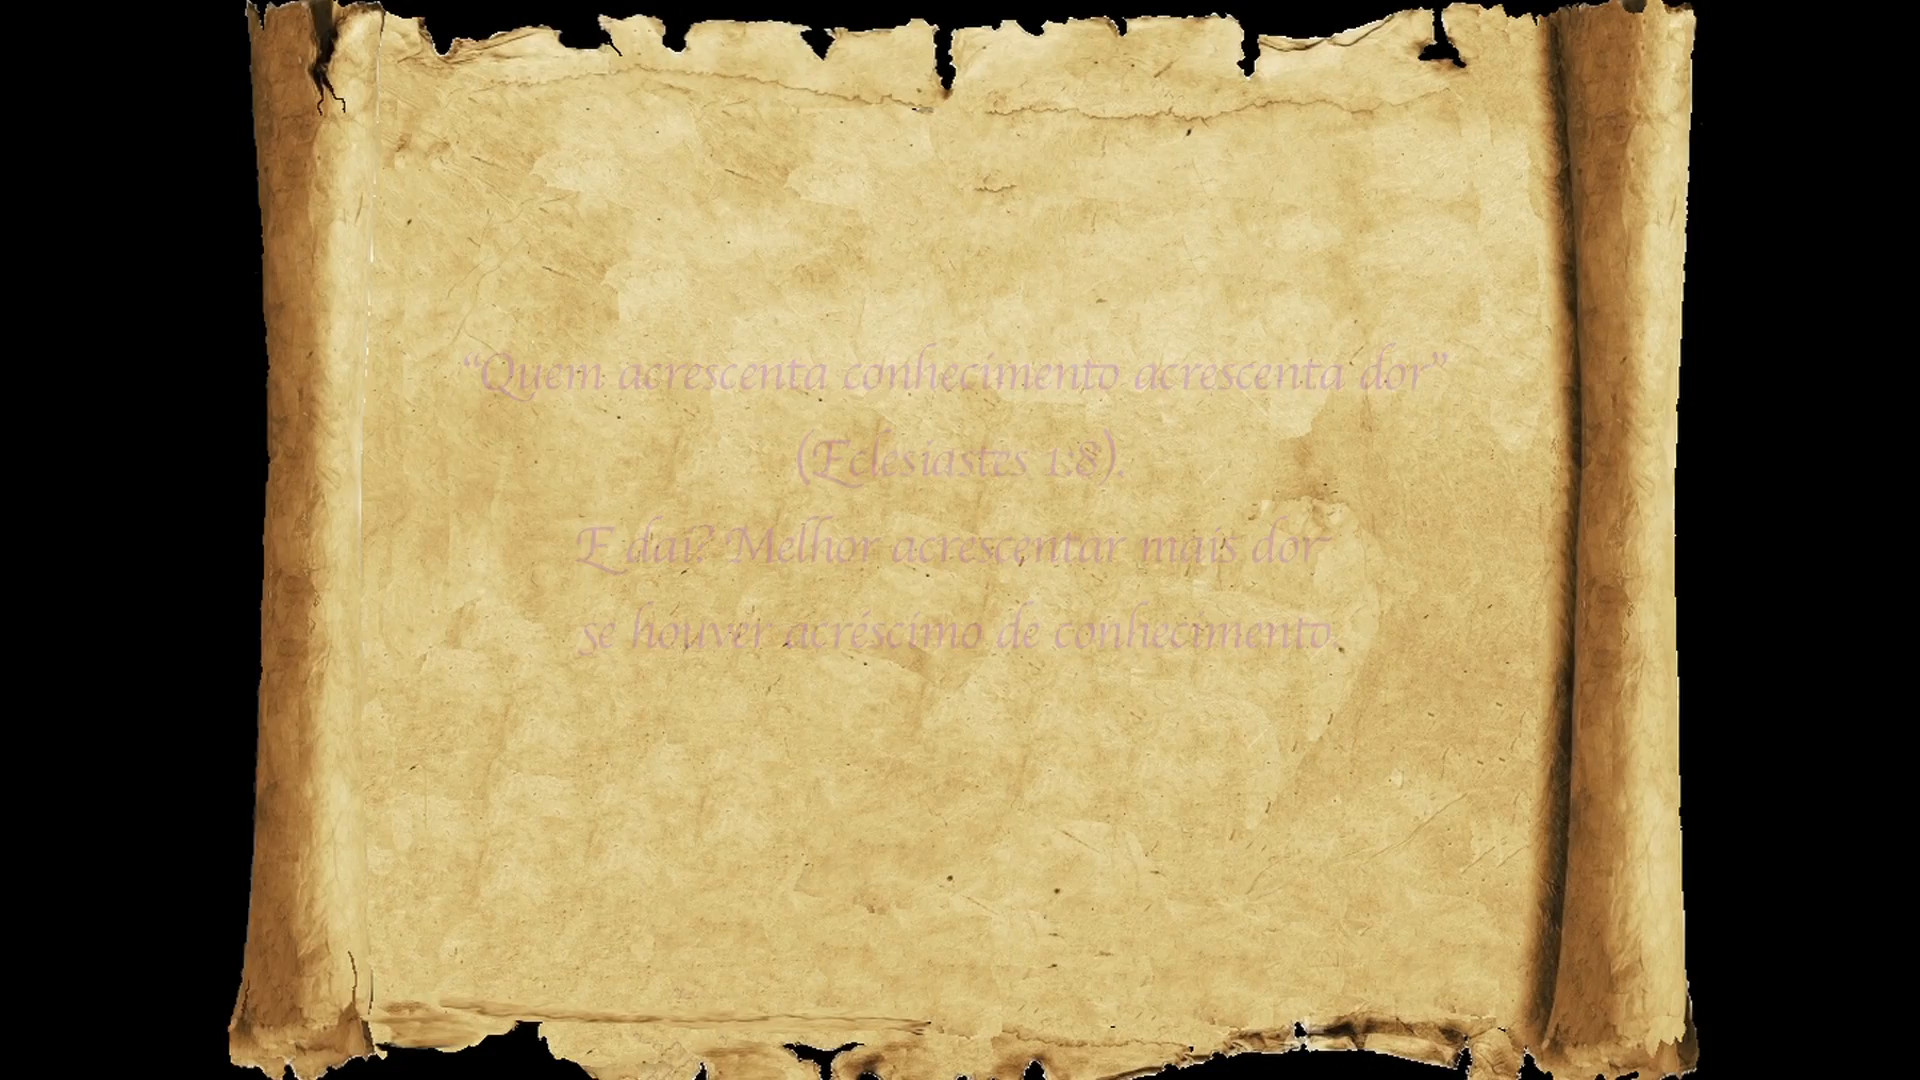 “Quem acrescenta conhecimento acrescenta dor”
(Eclesiastes 1:8).
E daí? Melhor acrescentar mais dor
se houver acréscimo de conhecimento.